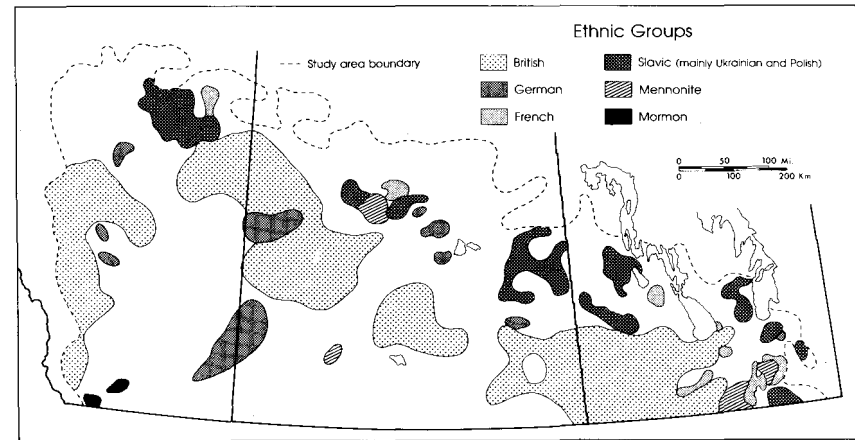 Ethnic Groups
Study area boundary
British
German
French
Slavic (mainly Ukrainian and Polish)
Mennonite
Mormon
0 50 100 Mi.
0 100 200 Km